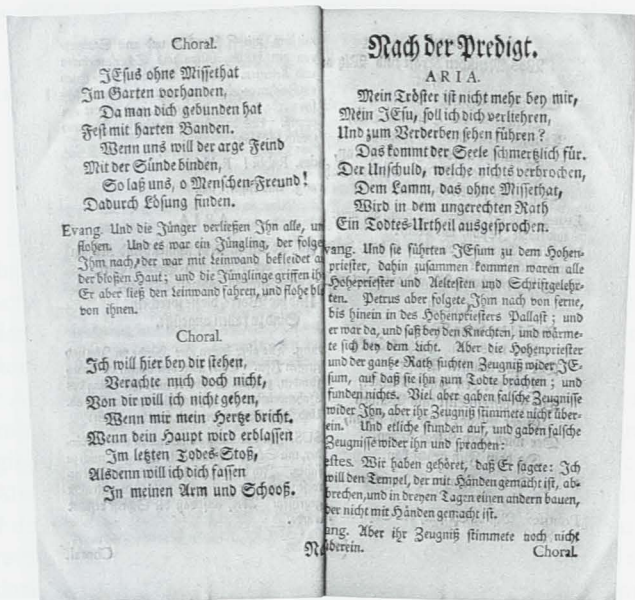 Choral.
JEsus ohne Missethat
Im Garten vorhanden,
Da man dich gebunden hat
Fest mit harten Banden.
Wenn uns will der arge Feind
Mit der Sünde binden,
So laß uns, o Menschen-Freund!
Dadurch Lösung finden.
Evang. Und die Jünger verließen Ihn alle, un
flohen. Und es war ein Jüngling, der folge
Ihm nach, der war mit Leinwand bekleidet a
der bloßen Haut; und die Jünglinge griffen ih
Er aber ließ den Leinwand fahren, und flohe bl
von ihnen.
Choral.
Ich will hier bey dir stehen,
Verachte mich doch nicht,
Von dir will ich nicht gehen,
Wenn mir mein Hertze bricht.
Wenn dein Haupt wird erblassen
Im letzten Todes-Stoß,
Alsdenn will ich dich fassen
In meinen Arm und Schooß.
Nach der Predigt.
ARIA.
Mein Tröster ist nicht mehr bey mir,
Mein JEsu, soll ich dich verliehren,
Und zum Verderben sehen führen?
Das kommt der Seele schmertzlich für.
Der Unschuld, welche nichts verbrochen,
Dem Lamm, das ohne Missethat,
Wird in dem ungerechten Rath
Ein Todtes-Urtheil ausgesprochen.
vang. Und sie führeten JEsum zu dem Hohen-
priester, dahin zusammen kommen waren alle
Hohepriester und Aeltesten und Schriftgelehr-
ten. Petrus aber folgete Ihm nach von ferne,
bis hinein in des Hohenpriesters Pallast; und
er war da, und saß bey den Knechten, und wärme-
te sich bey dem Licht. Aber die Hohenpriester
und der gantze Rath suchten Zeugniß wider JE-
sum, auf daß sie ihn zum Todte brächten; und
funden nichts. Viel aber gaben falsche Zeugnisse
wider Ihn, aber ihr Zeugniß stimmete nicht über-
ein. Und etliche stunden auf, und gaben falsche
Zeugnisse wider ihn und sprachen:
estes. Wir haben gehöret, daß Er sagete: Ich
will den Tempel, der mit Händen gemacht ist, ab-
brechen, und in dreyen Tagen einen andern bauen,
der nicht mit Händen gemacht ist.
ang. Aber ihr Zeugniß stimmete noch nicht
überein.
Choral.